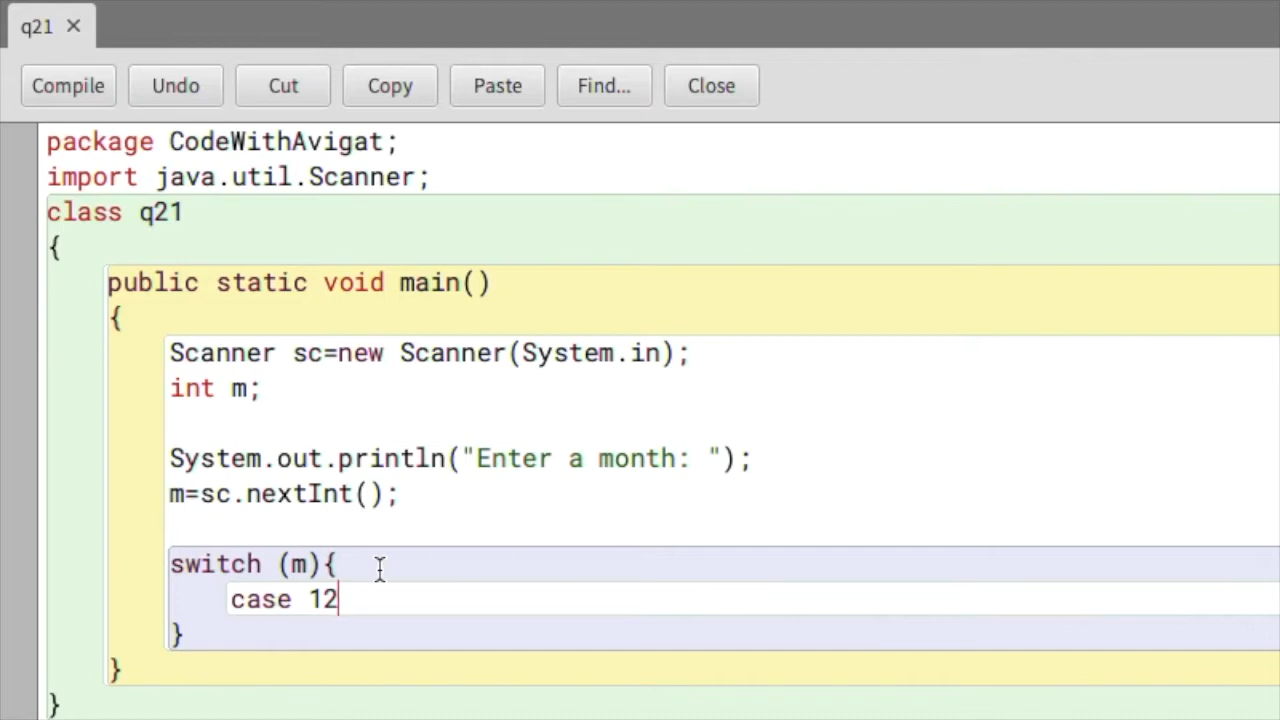 q21 ×
Compile Undo Cut Copy Paste Find... Close
package CodeWithAvigat;
import java.util.Scanner;
class q21
{
public static void main()
{
Scanner sc=new Scanner(System.in);
int m;
System.out.println("Enter a month: ");
m=sc.nextInt();
switch (m){
case 12
}
}
}